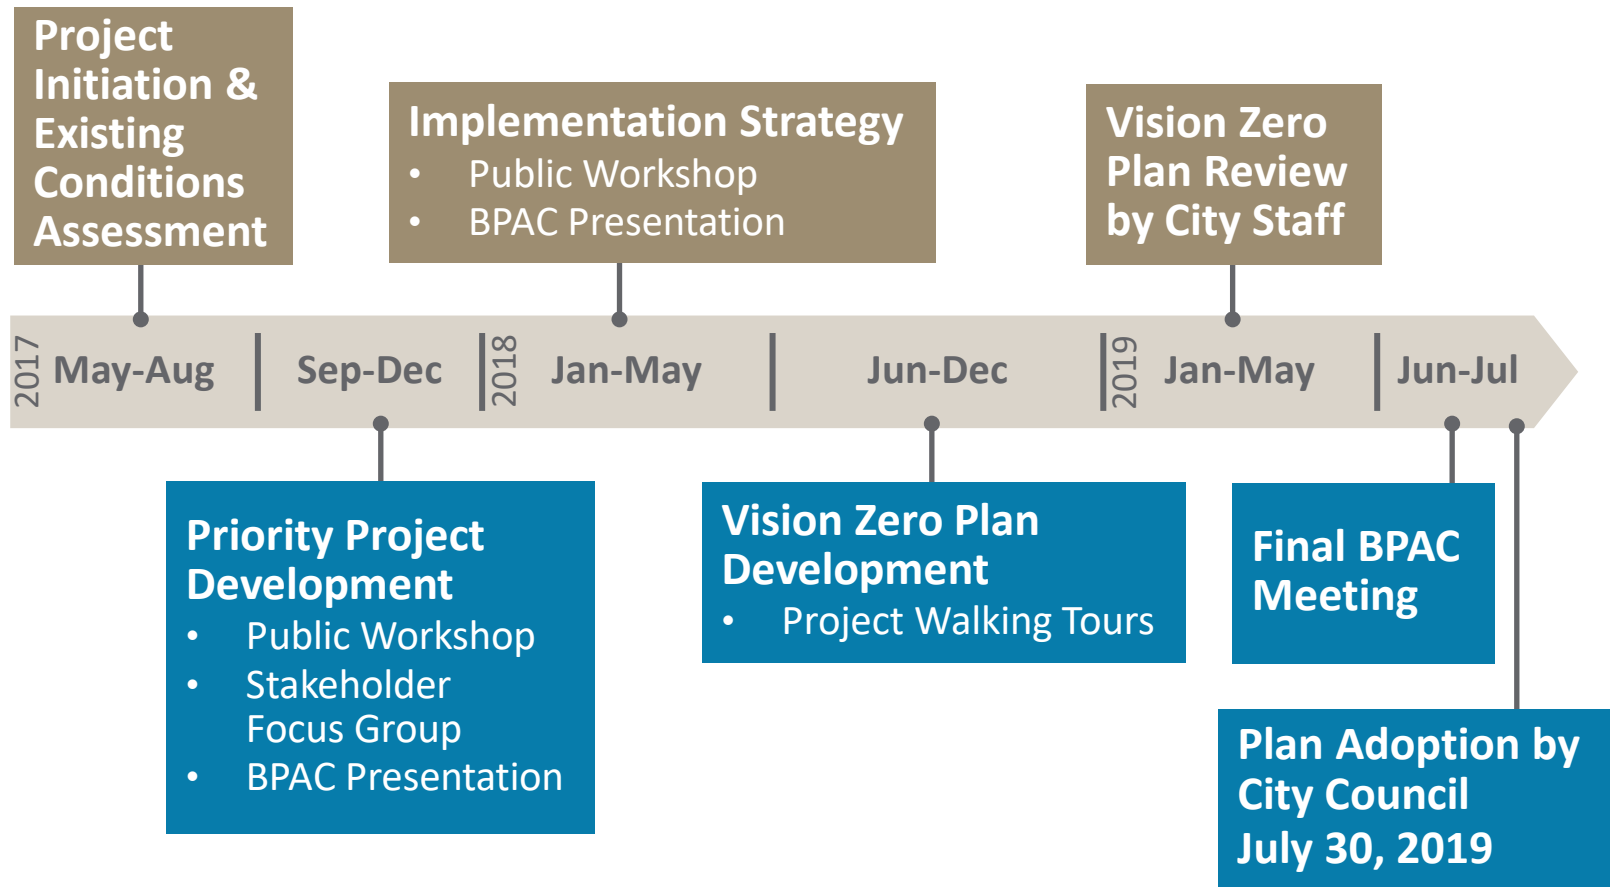 Project
Initiation &
Existing
Conditions
Assessment
Implementation Strategy
• Public Workshop
• BPAC Presentation
Vision Zero
Plan Review
by City Staff
2017
May-Aug
Sep-Dec
2018
Jan-May
Jun-Dec
2019
Jan-May
Jun-Jul
Priority Project
Development
• Public Workshop
• Stakeholder
Focus Group
• BPAC Presentation
Vision Zero Plan
Development
• Project Walking Tours
Final BPAC
Meeting
Plan Adoption by
City Council
July 30, 2019